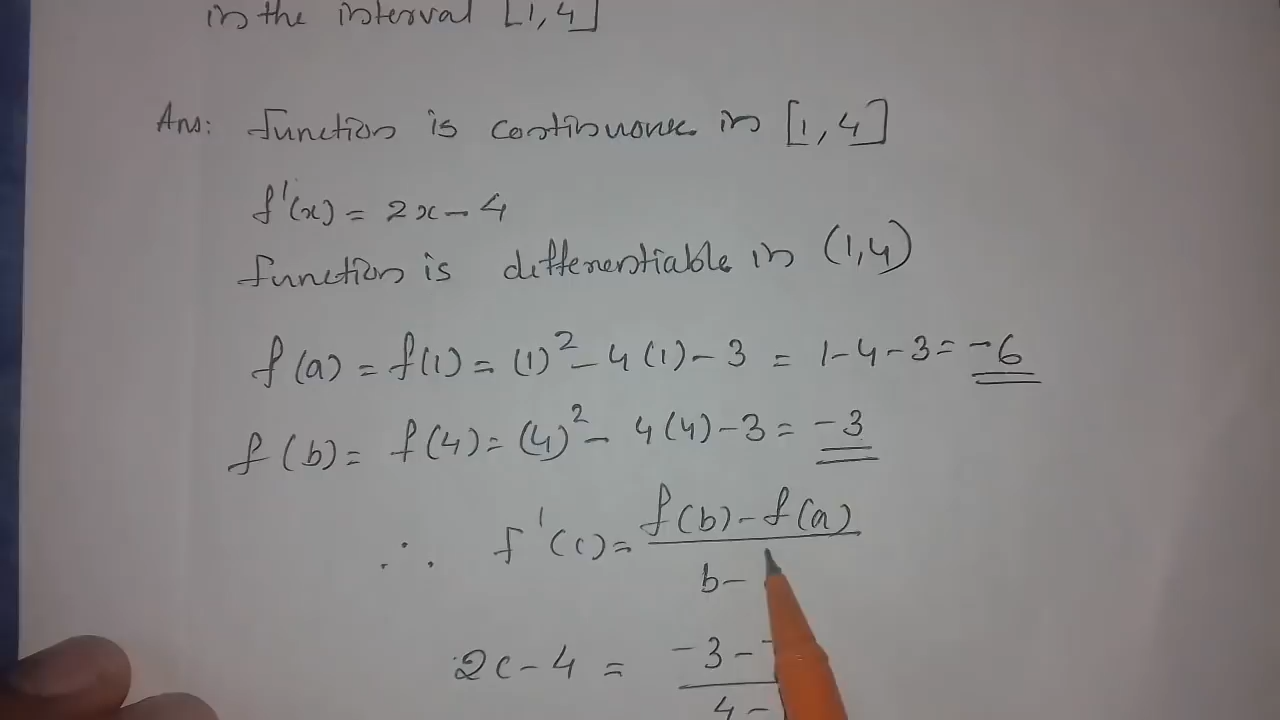 in the interval [1, 4]
Ans: Function is continuous in [1, 4]
f'(x) = 2x - 4
function is differentiable in (1, 4)
f(a) = f(1) = (1)² - 4(1) - 3 = 1 - 4 - 3 = -6
f(b) = f(4) = (4)² - 4(4) - 3 = -3
∴ f'(c) = f(b) - f(a)
b -
2c - 4 = -3 - -
4 -